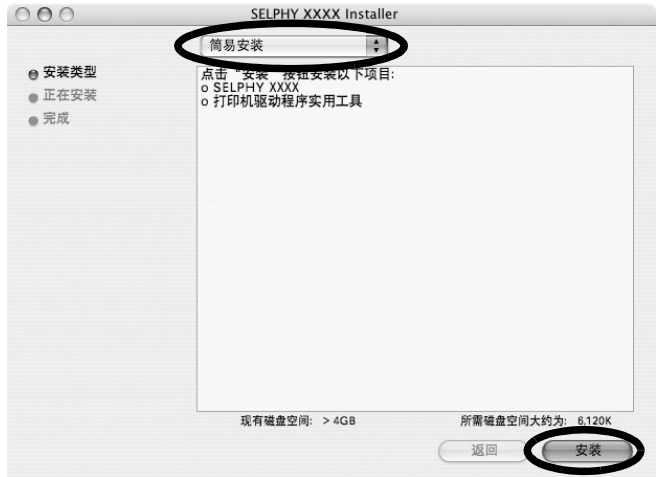 SELPHY XXXX Installer
简易安装
安装类型
正在安装
完成
点击 "安装" 按钮安装以下项目:
o SELPHY XXXX
o 打印机驱动程序实用工具
现有磁盘空间: > 4GB
所需磁盘空间大约为: 6,120K
返回
安装